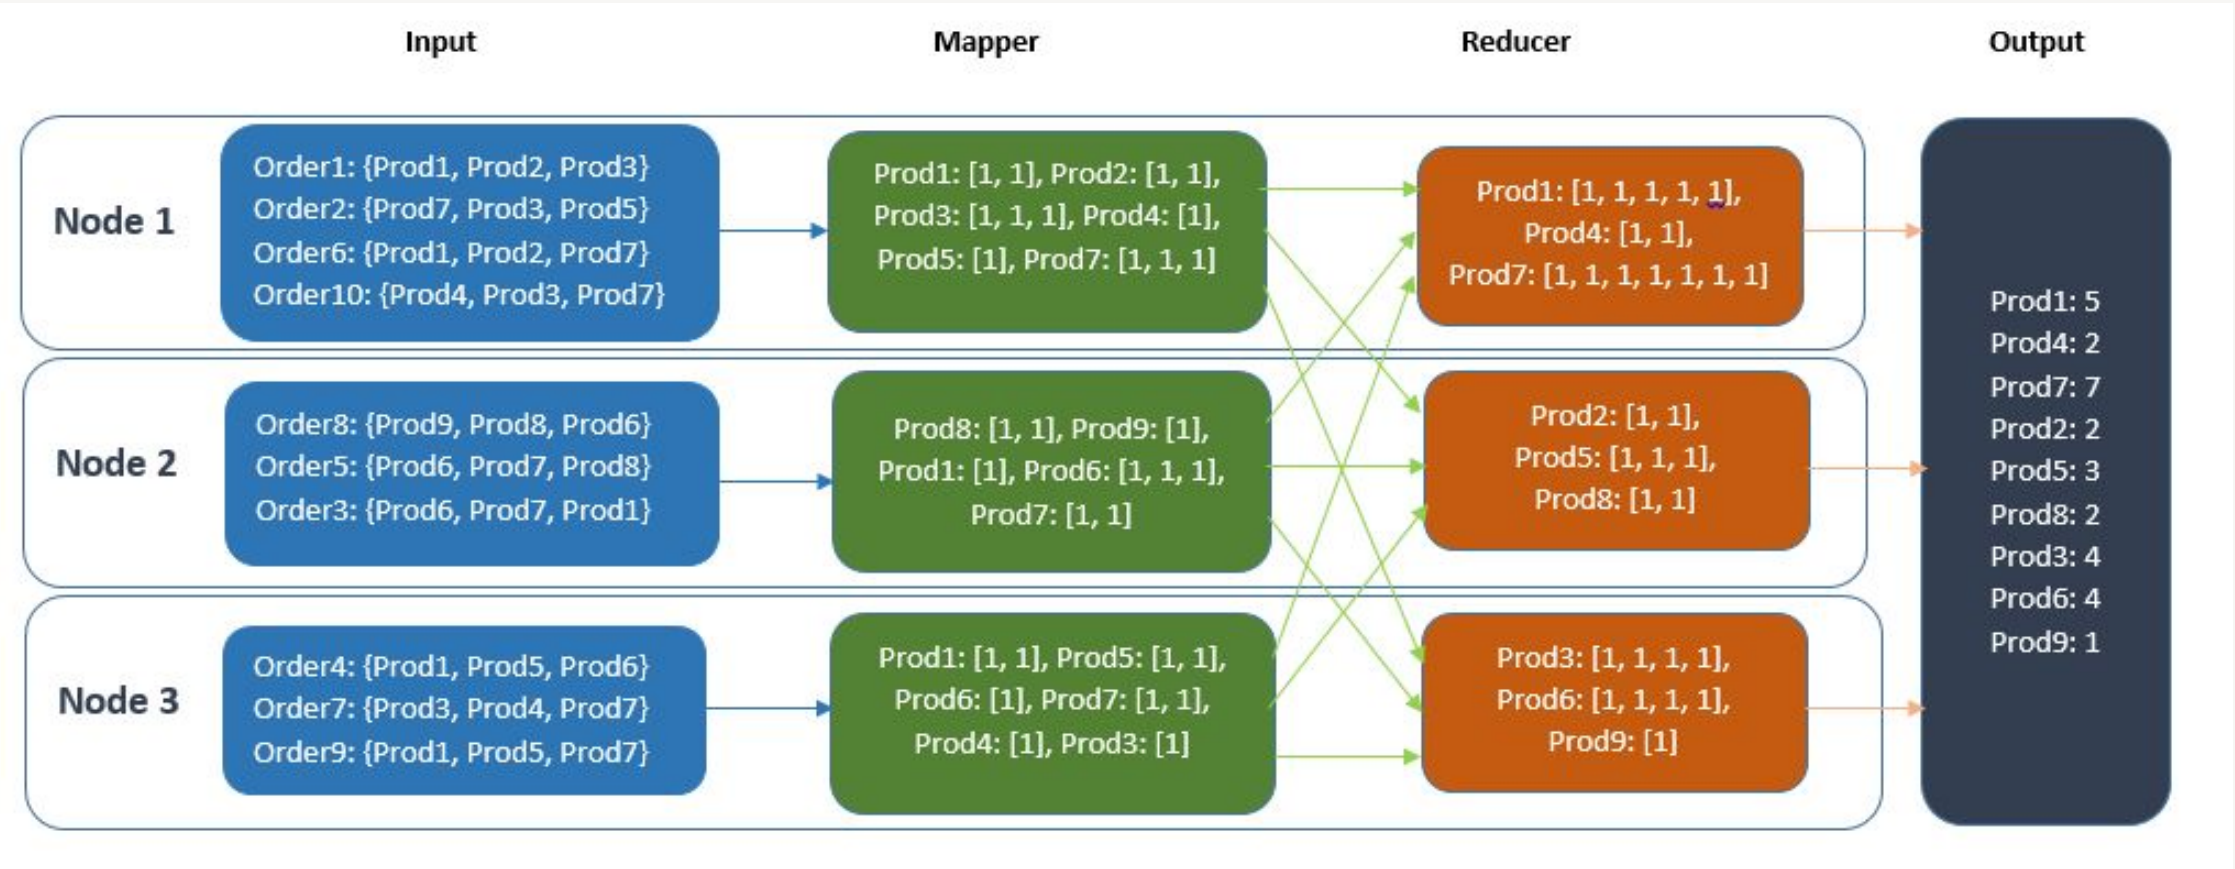 Input
Mapper
Reducer
Output
Node 1
Order1: {Prod1, Prod2, Prod3}
Order2: {Prod7, Prod3, Prod5}
Order6: {Prod1, Prod2, Prod7}
Order10: {Prod4, Prod3, Prod7}
Prod1: [1, 1], Prod2: [1, 1],
Prod3: [1, 1, 1], Prod4: [1],
Prod5: [1], Prod7: [1, 1, 1]
Prod1: [1, 1, 1, 1, 1],
Prod4: [1, 1],
Prod7: [1, 1, 1, 1, 1, 1, 1]
Node 2
Order8: {Prod9, Prod8, Prod6}
Order5: {Prod6, Prod7, Prod8}
Order3: {Prod6, Prod7, Prod1}
Prod8: [1, 1], Prod9: [1],
Prod1: [1], Prod6: [1, 1, 1],
Prod7: [1, 1]
Prod2: [1, 1],
Prod5: [1, 1, 1],
Prod8: [1, 1]
Node 3
Order4: {Prod1, Prod5, Prod6}
Order7: {Prod3, Prod4, Prod7}
Order9: {Prod1, Prod5, Prod7}
Prod1: [1, 1], Prod5: [1, 1],
Prod6: [1], Prod7: [1, 1],
Prod4: [1], Prod3: [1]
Prod3: [1, 1, 1, 1],
Prod6: [1, 1, 1, 1],
Prod9: [1]
Prod1: 5
Prod4: 2
Prod7: 7
Prod2: 2
Prod5: 3
Prod8: 2
Prod3: 4
Prod6: 4
Prod9: 1